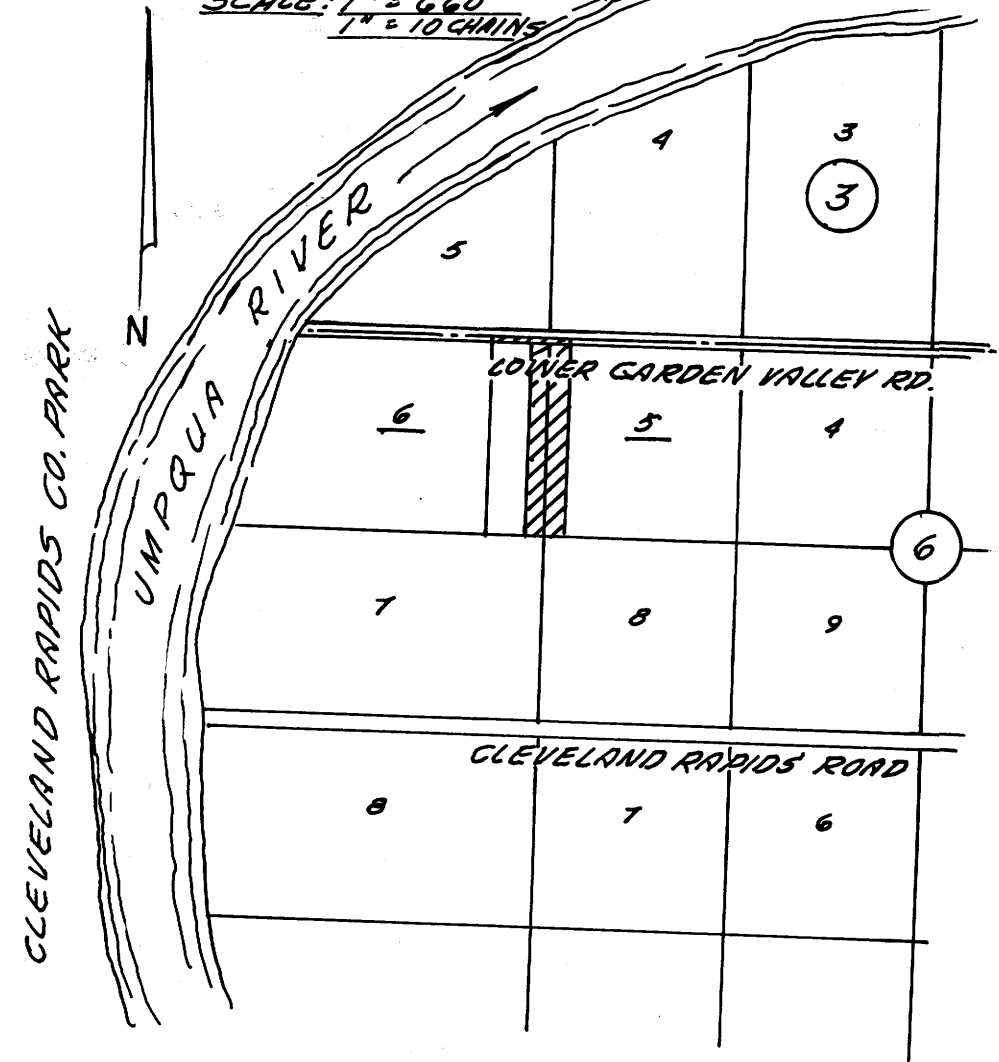 SCALE: 1" = 660'
1" = 10 CHAINS
N
UMPQUA RIVER
CLEVELAND RAPIDS CO. PARK
4
3
3
5
LOWER GARDEN VALLEY RD.
6
5
4
6
7
8
9
CLEVELAND RAPIDS ROAD
8
7
6